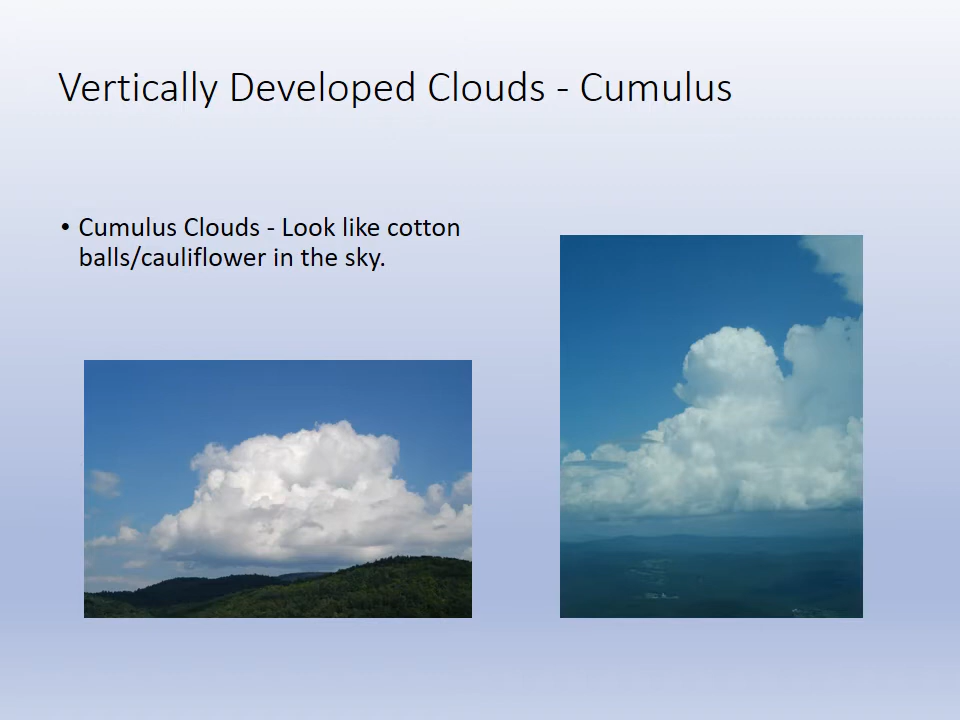 Vertically Developed Clouds - Cumulus
• Cumulus Clouds - Look like cotton
balls/cauliflower in the sky.